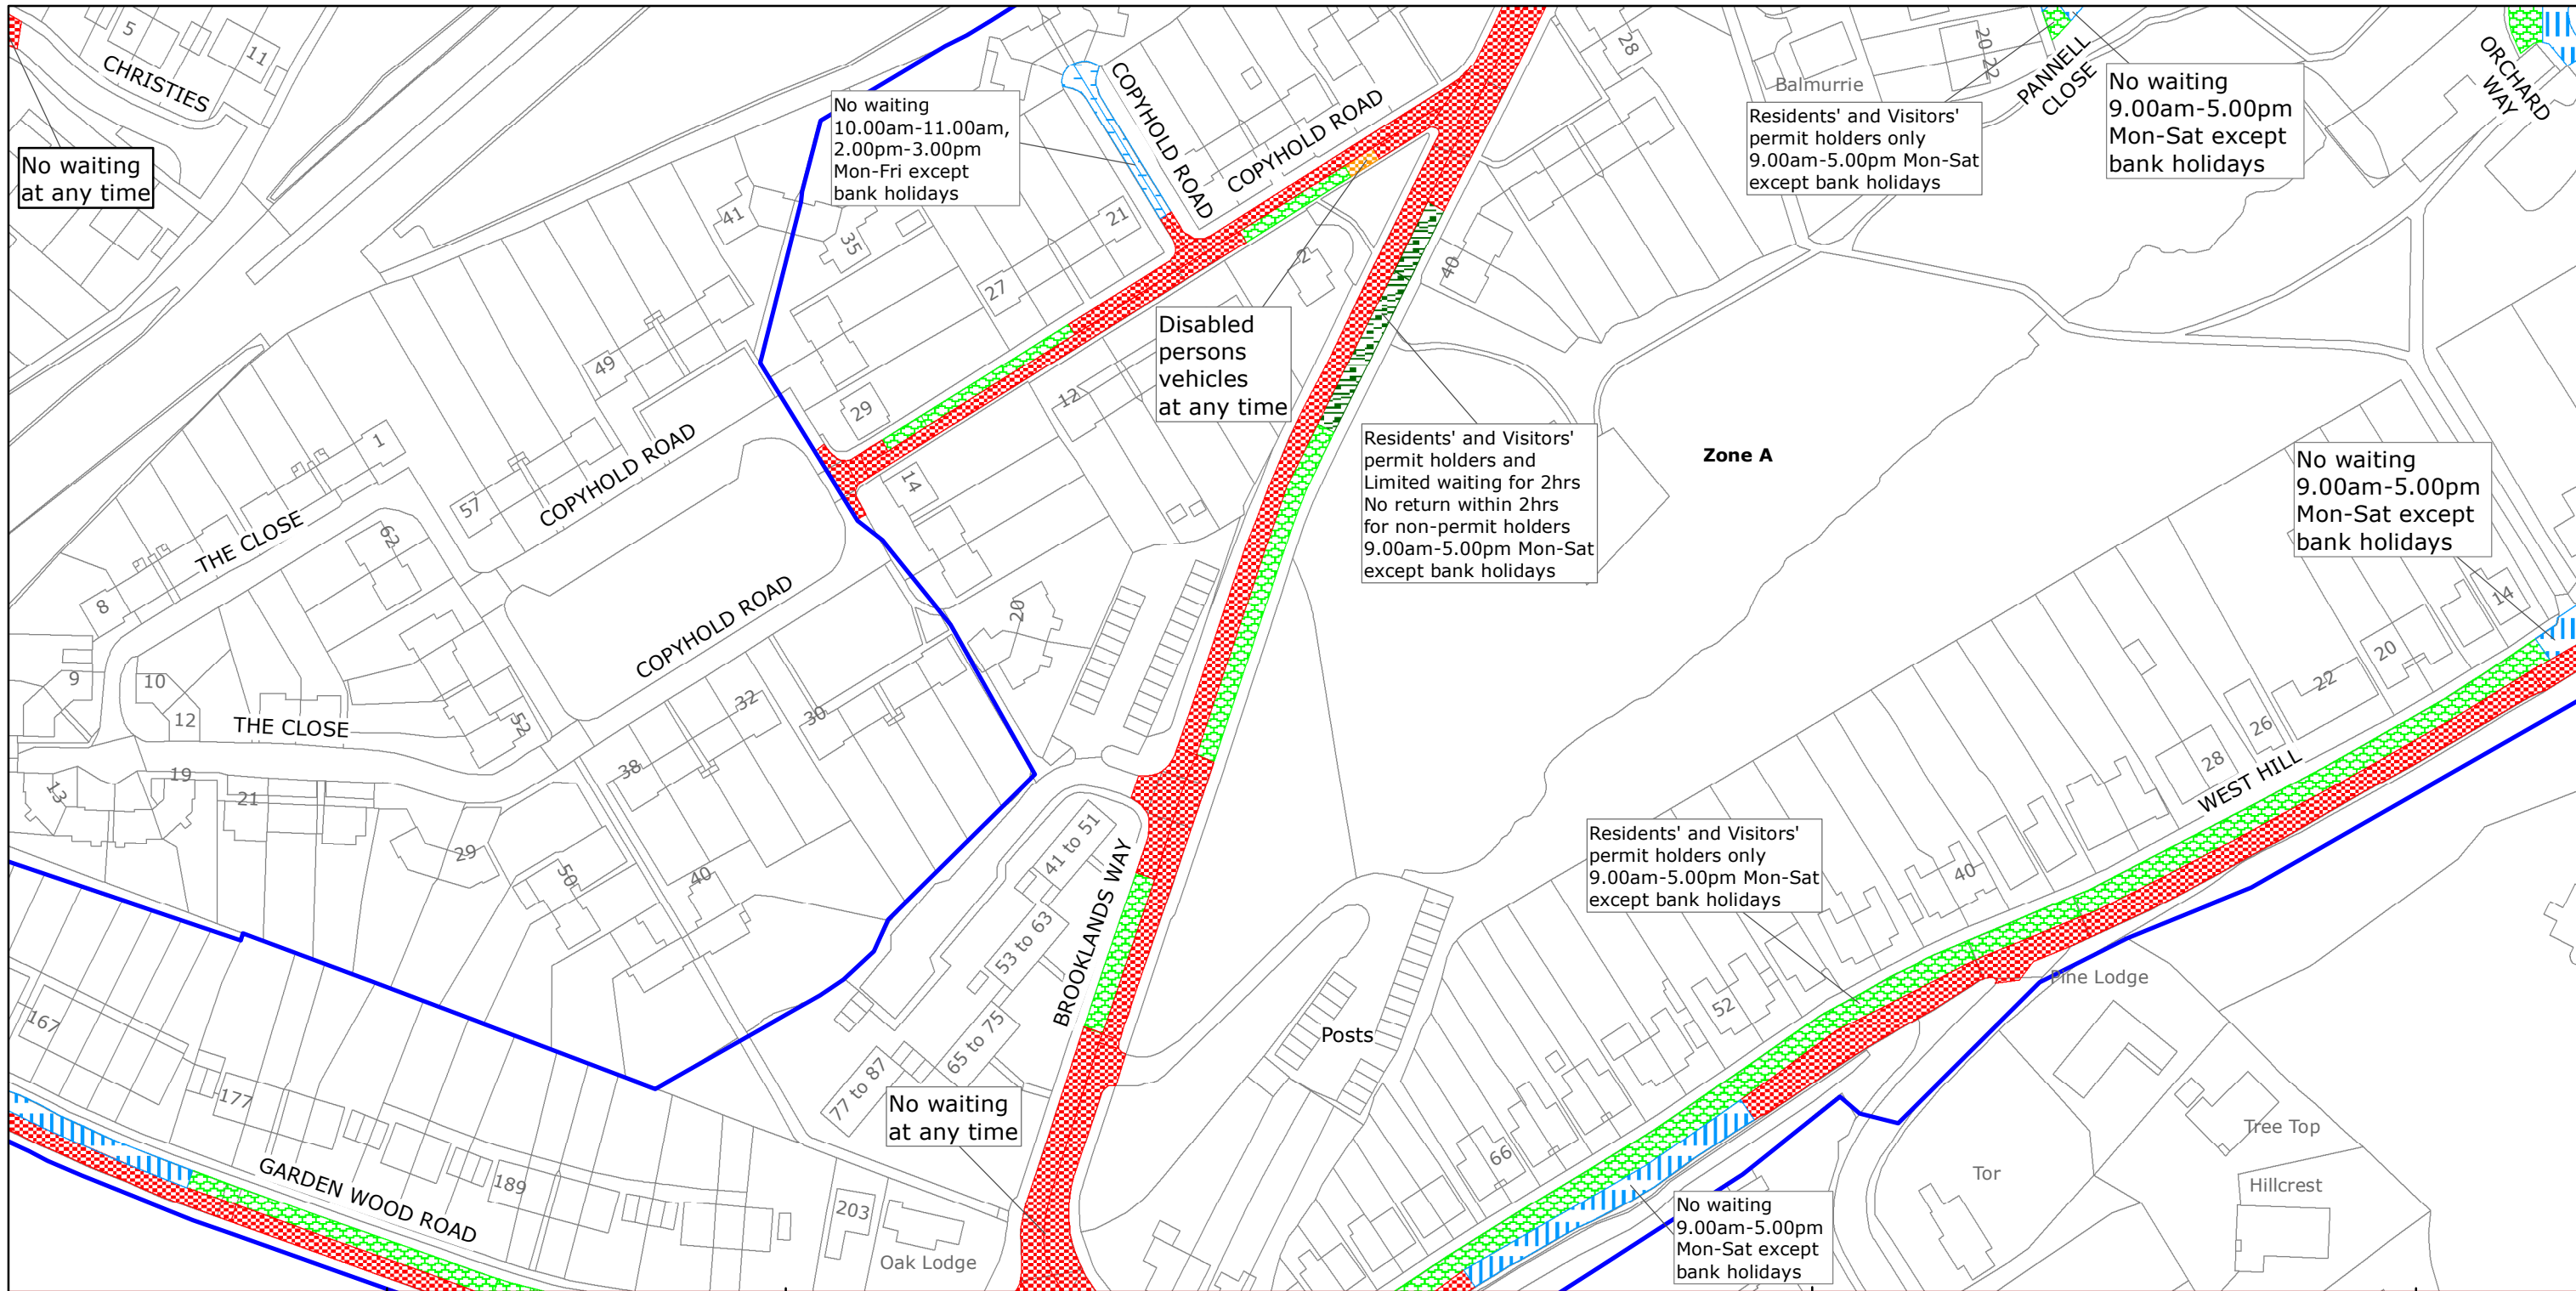 5
11
CHRISTIES
No waiting
at any time
No waiting
10.00am-11.00am,
2.00pm-3.00pm
Mon-Fri except
bank holidays
COPYHOLD ROAD
COPYHOLD ROAD
28
Balmurrie
20
22
PANNELL
CLOSE
Residents' and Visitors'
permit holders only
9.00am-5.00pm Mon-Sat
except bank holidays
No waiting
9.00am-5.00pm
Mon-Sat except
bank holidays
ORCHARD
WAY
41
35
21
27
2
40
49
29
12
Disabled
persons
vehicles
at any time
Residents' and Visitors'
permit holders and
Limited waiting for 2hrs
No return within 2hrs
for non-permit holders
9.00am-5.00pm Mon-Sat
except bank holidays
Zone A
No waiting
9.00am-5.00pm
Mon-Sat except
bank holidays
1
57
COPYHOLD ROAD
14
THE CLOSE
62
8
COPYHOLD ROAD
20
14
20
22
26
28
WEST HILL
9
10
12
THE CLOSE
52
32
30
38
13
19
21
29
50
40
41 to 51
53 to 63
65 to 75
77 to 87
BROOKLANDS WAY
Residents' and Visitors'
permit holders only
9.00am-5.00pm Mon-Sat
except bank holidays
40
52
Pine Lodge
Posts
167
177
189
203
GARDEN WOOD ROAD
No waiting
at any time
Oak Lodge
66
No waiting
9.00am-5.00pm
Mon-Sat except
bank holidays
Tor
Tree Top
Hillcrest